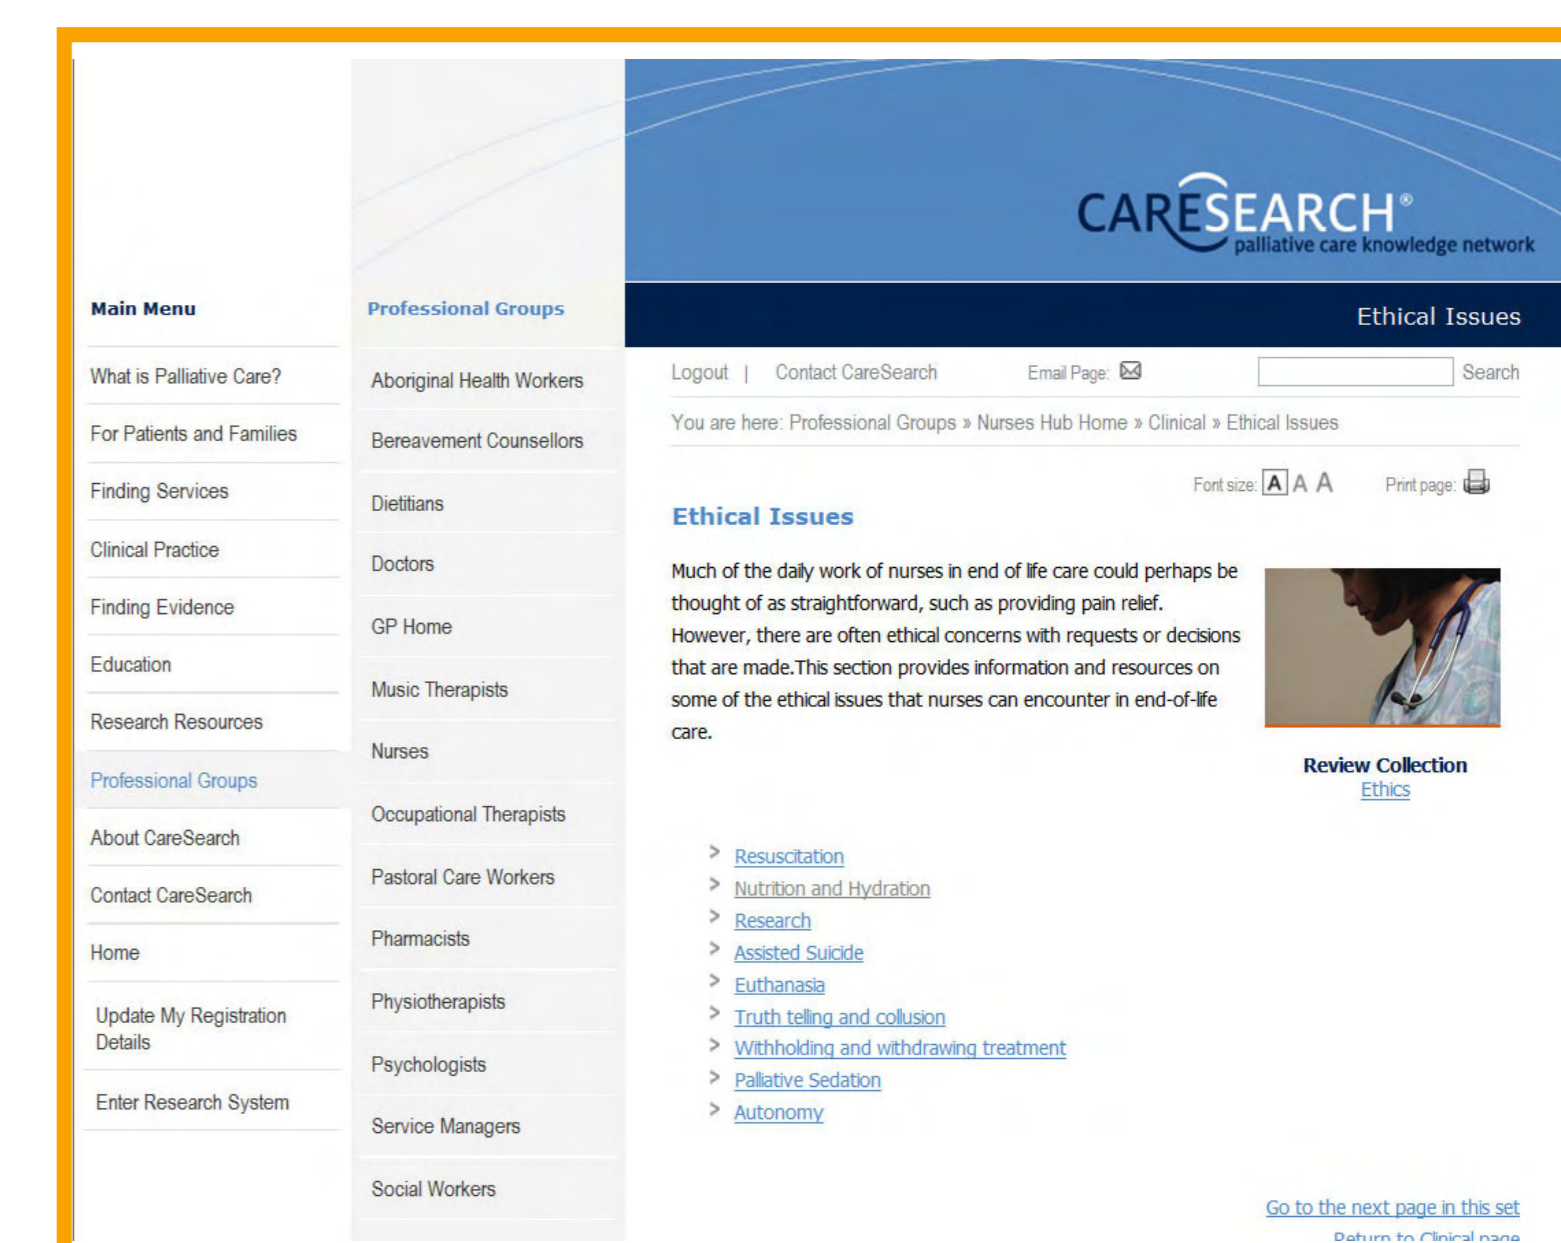 CARESEARCH®
palliative care knowledge network
Main Menu
What is Palliative Care?
For Patients and Families
Finding Services
Clinical Practice
Finding Evidence
Education
Research Resources
Professional Groups
About CareSearch
Contact CareSearch
Home
Update My Registration
Details
Enter Research System
Professional Groups
Aboriginal Health Workers
Bereavement Counsellors
Dietitians
Doctors
GP Home
Music Therapists
Nurses
Occupational Therapists
Pastoral Care Workers
Pharmacists
Physiotherapists
Psychologists
Service Managers
Social Workers
Ethical Issues
Logout | Contact CareSearch Email Page: Search
You are here: Professional Groups » Nurses Hub Home » Clinical » Ethical Issues
Font size: A A A Print page:
Ethical Issues
Much of the daily work of nurses in end of life care could perhaps be
thought of as straightforward, such as providing pain relief.
However, there are often ethical concerns with requests or decisions
that are made.This section provides information and resources on
some of the ethical issues that nurses can encounter in end-of-life
care.
Review Collection
Ethics
> Resuscitation
> Nutrition and Hydration
> Research
> Assisted Suicide
> Euthanasia
> Truth telling and collusion
> Withholding and withdrawing treatment
> Palliative Sedation
> Autonomy
Go to the next page in this set
Return to Clinical page